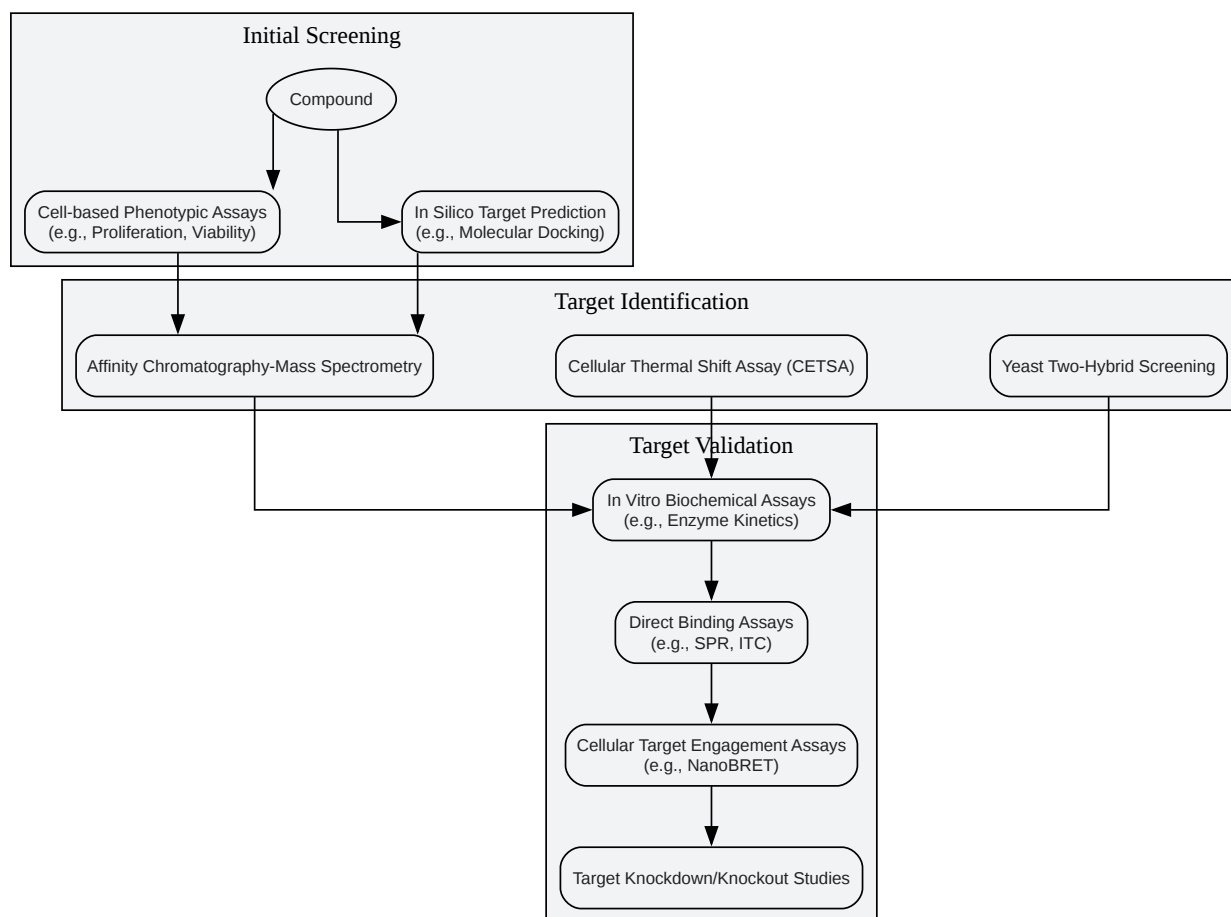 Initial Screening
Compound
Cell-based Phenotypic Assays
(e.g., Proliferation, Viability)
In Silico Target Prediction
(e.g., Molecular Docking)
Target Identification
Affinity Chromatography-Mass Spectrometry
Cellular Thermal Shift Assay (CETSA)
Yeast Two-Hybrid Screening
Target Validation
In Vitro Biochemical Assays
(e.g., Enzyme Kinetics)
Direct Binding Assays
(e.g., SPR, ITC)
Cellular Target Engagement Assays
(e.g., NanoBRET)
Target Knockdown/Knockout Studies